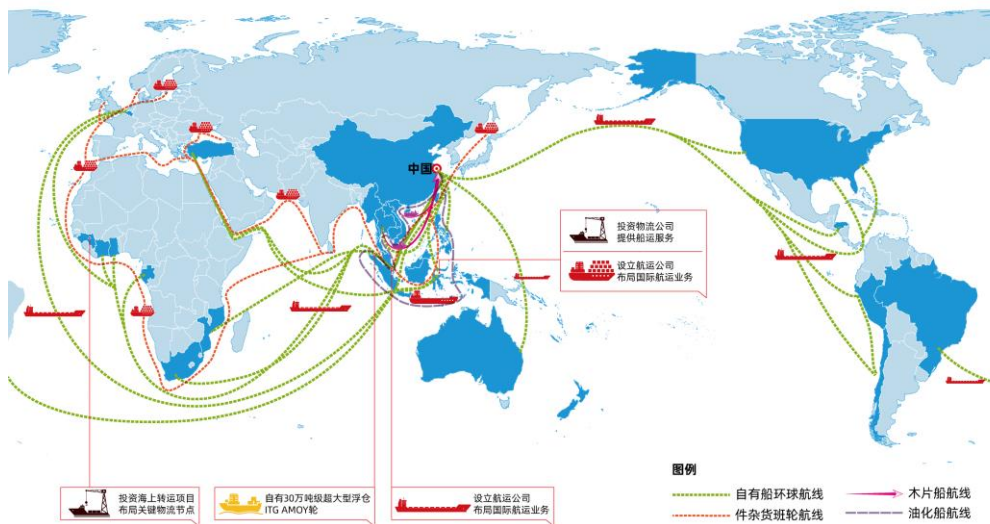 中国
投资物流公司
提供船运服务
设立航运公司
布局国际航运业务
投资海上转运项目
布局关键物流节点
自有30万吨级超大型浮仓
ITG AMOY轮
设立航运公司
布局国际航运业务
图例
自有船环球航线
木片船航线
件杂货班轮航线
油化船航线